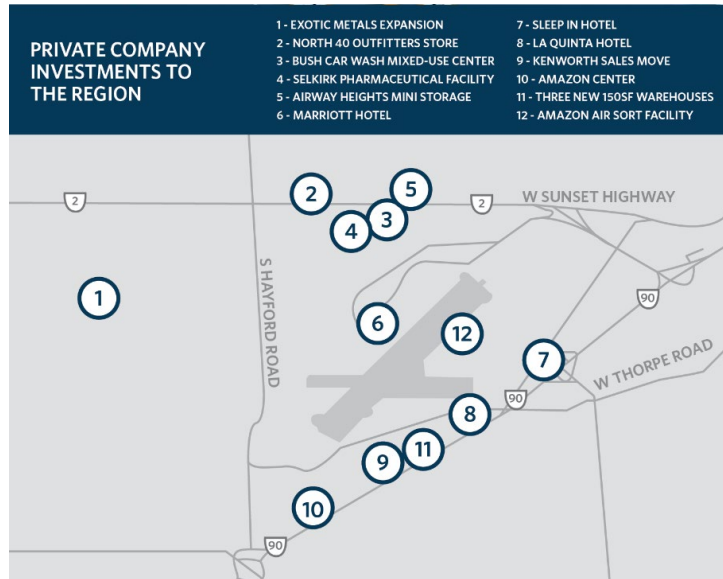 PRIVATE COMPANY
INVESTMENTS TO
THE REGION
1 - EXOTIC METALS EXPANSION
2 - NORTH 40 OUTFITTERS STORE
3 - BUSH CAR WASH MIXED-USE CENTER
4 - SELKIRK PHARMACEUTICAL FACILITY
5 - AIRWAY HEIGHTS MINI STORAGE
6 - MARRIOTT HOTEL
7 - SLEEP IN HOTEL
8 - LA QUINTA HOTEL
9 - KENWORTH SALES MOVE
10 - AMAZON CENTER
11 - THREE NEW 150SF WAREHOUSES
12 - AMAZON AIR SORT FACILITY
2
2
5
W SUNSET HIGHWAY
2
3
4
1
S HAYFORD ROAD
90
6
12
7
W THORPE ROAD
90
8
11
9
10
90